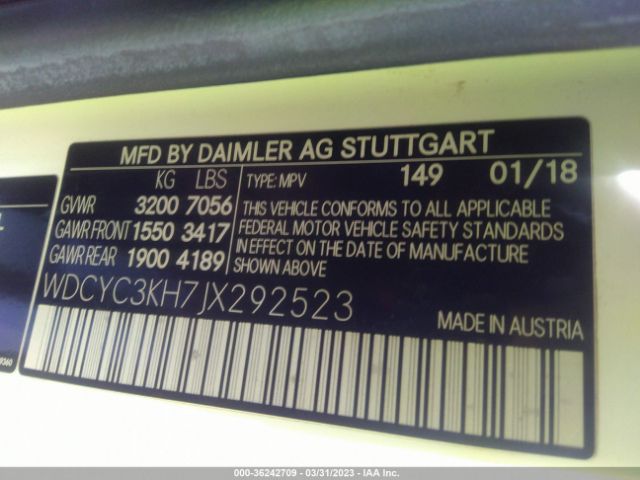 MFD BY DAIMLER AG STUTTGART
KG LBS
GVWR 3200 7056
GAWR FRONT 1550 3417
GAWR REAR 1900 4189
TYPE: MPV 149 01/18
THIS VEHICLE CONFORMS TO ALL APPLICABLE
FEDERAL MOTOR VEHICLE SAFETY STANDARDS
IN EFFECT ON THE DATE OF MANUFACTURE
SHOWN ABOVE.
WDCYC3KH7JX292523
MADE IN AUSTRIA
000-36242709 - 03/31/2023 - IAA Inc.